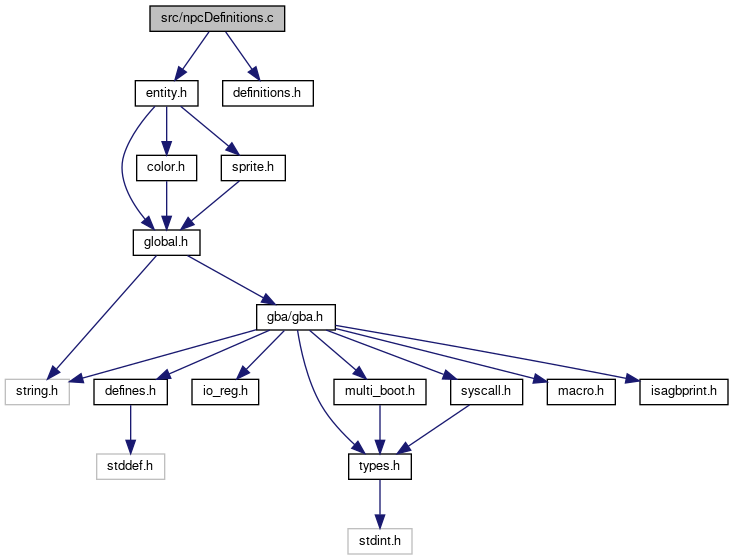 src/npcDefinitions.c
entity.h
definitions.h
color.h
sprite.h
global.h
gba/gba.h
string.h
defines.h
io_reg.h
multi_boot.h
syscall.h
macro.h
isagbprint.h
stddef.h
types.h
stdint.h